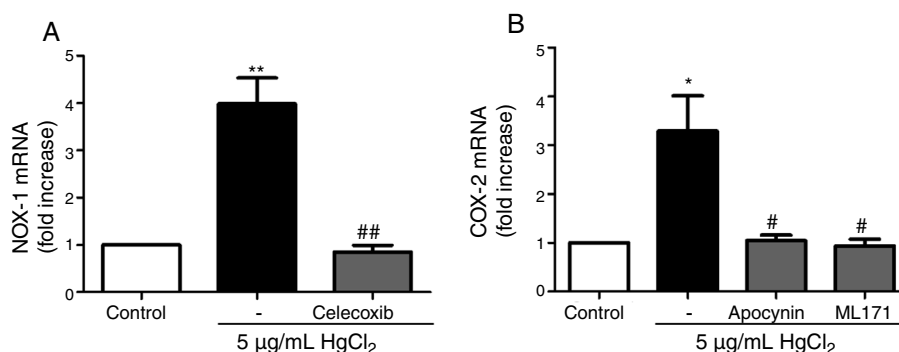 A
NOX-1 mRNA
(fold increase)
5
4
3
2
1
0
**
##
Control
-
Celecoxib
5 µg/mL HgCl₂
B
COX-2 mRNA
(fold increase)
5
4
3
2
1
0
*
#
#
Control
-
Apocynin
ML171
5 µg/mL HgCl₂